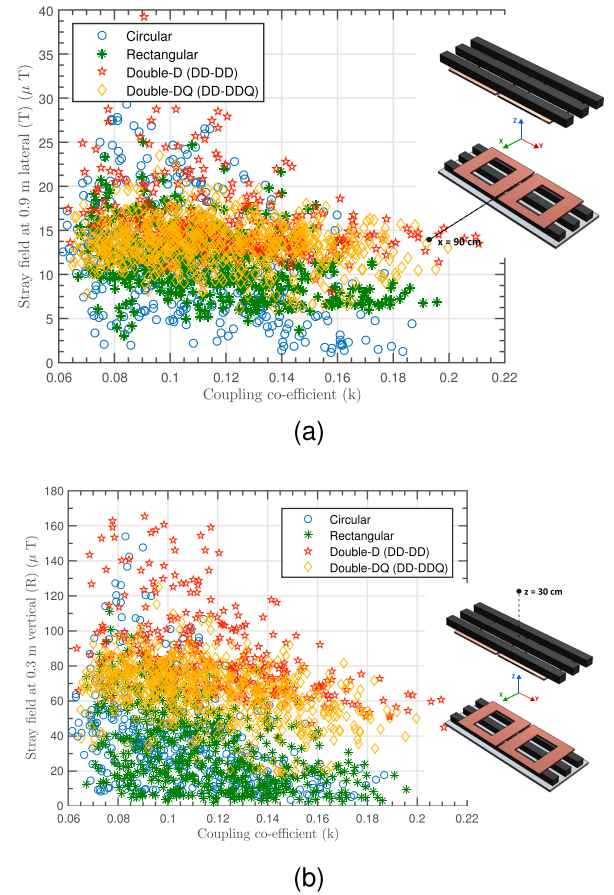 40
35
30
25
20
15
10
5
0
Stray field at 0.9 m lateral (T) (μ T)
Circular
Rectangular
Double-D (DD-DD)
Double-DQ (DD-DDQ)
0.06 0.08 0.1 0.12 0.14 0.16 0.18 0.2 0.22
Coupling co-efficient (k)
Z
X
Y
x = 90 cm
(a)
180
160
140
120
100
80
60
40
20
0
Stray field at 0.3 m vertical (R) (μ T)
Circular
Rectangular
Double-D (DD-DD)
Double-DQ (DD-DDQ)
0.06 0.08 0.1 0.12 0.14 0.16 0.18 0.2 0.22
Coupling co-efficient (k)
z = 30 cm
Z
X
Y
(b)